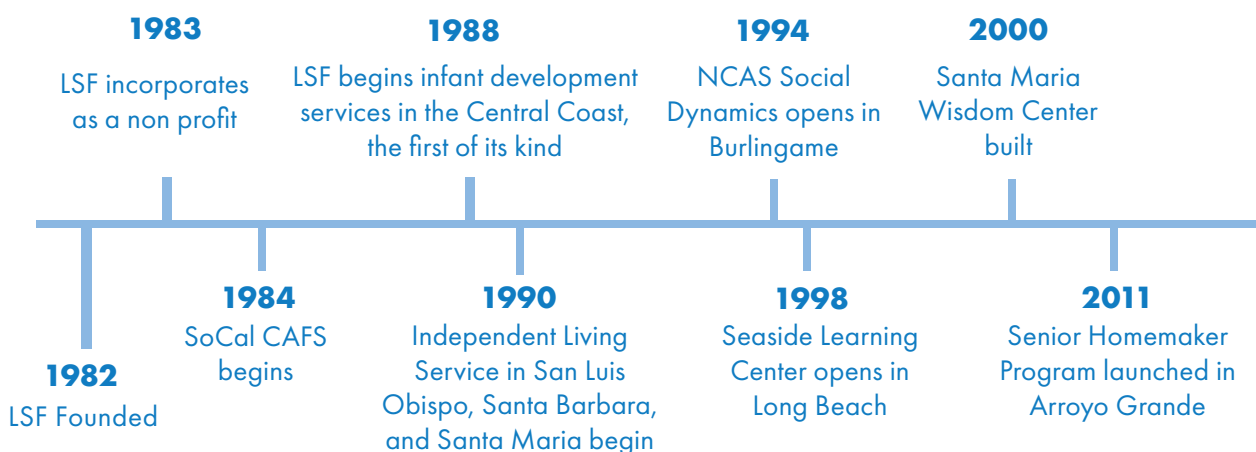 1983
LSF incorporates
as a non profit
1988
LSF begins infant development
services in the Central Coast,
the first of its kind
1994
NCAS Social
Dynamics opens in
Burlingame
2000
Santa Maria
Wisdom Center
built
1982
LSF Founded
1984
SoCal CAFS
begins
1990
Independent Living
Service in San Luis
Obispo, Santa Barbara,
and Santa Maria begin
1998
Seaside Learning
Center opens in
Long Beach
2011
Senior Homemaker
Program launched in
Arroyo Grande